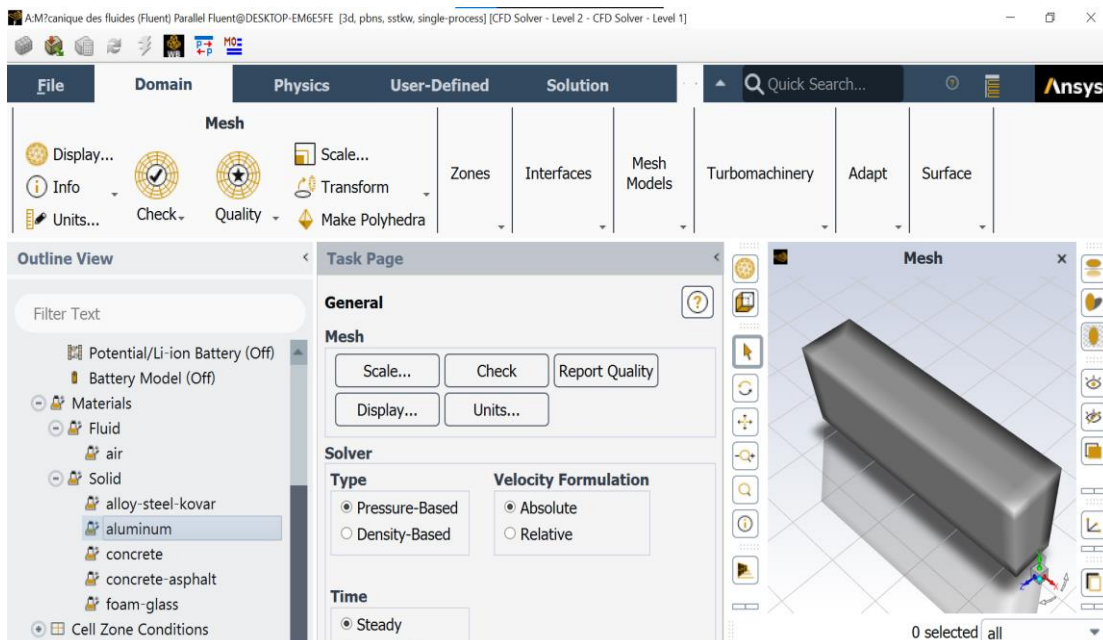 A:M?canique des fluides (Fluent) Parallel Fluent@DESKTOP-EM6E5FE [3d, pbns, sstkw, single-process] [CFD Solver - Level 2 - CFD Solver - Level 1]
WB
P P MO
File Domain Physics User-Defined Solution Quick Search... Ansys
Mesh
Display... Scale...
Info Transform
Units... Check Quality Make Polyhedra
Zones Interfaces Mesh Models Turbomachinery Adapt Surface
Outline View < Task Page < Mesh x
Filter Text
Potential/Li-ion Battery (Off)
Battery Model (Off)
Materials
Fluid
air
Solid
alloy-steel-kovar
aluminum
concrete
concrete-asphalt
foam-glass
Cell Zone Conditions
General ?
Mesh
Scale... Check Report Quality
Display... Units...
Solver
Type Velocity Formulation
Pressure-Based Absolute
Density-Based Relative
Time
Steady
0 selected all